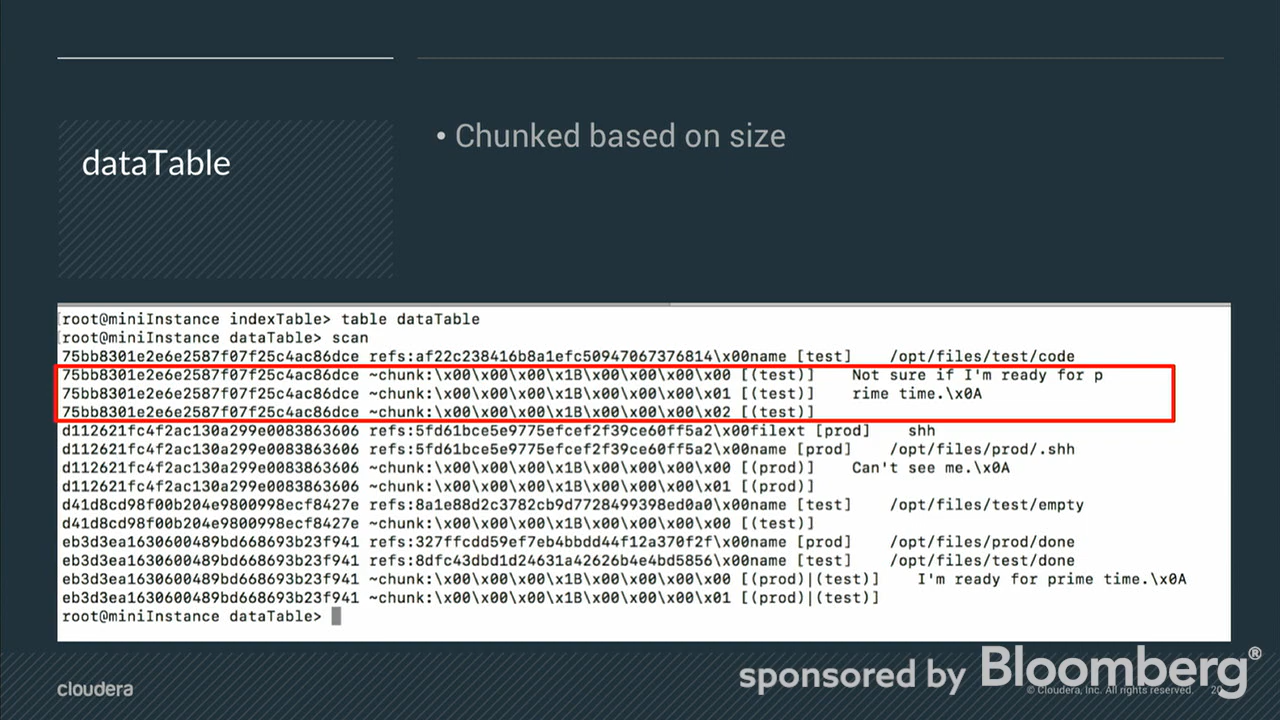 dataTable
• Chunked based on size
[root@miniInstance indexTable> table dataTable
[root@miniInstance dataTable> scan
75bb8301e2e6e2587f07f25c4ac86dce refs:af22c238416b8a1efc50947067376814\x00name [test]    /opt/files/test/code
75bb8301e2e6e2587f07f25c4ac86dce ~chunk:\x00\x00\x00\x1B\x00\x00\x00\x00 [(test)]    Not sure if I'm ready for p
75bb8301e2e6e2587f07f25c4ac86dce ~chunk:\x00\x00\x00\x1B\x00\x00\x00\x01 [(test)]    rime time.\x0A
75bb8301e2e6e2587f07f25c4ac86dce ~chunk:\x00\x00\x00\x1B\x00\x00\x00\x02 [(test)]
d112621fc4f2ac130a299e0083863606 refs:5fd61bce5e9775efcef2f39ce60ff5a2\x00filext [prod]    shh
d112621fc4f2ac130a299e0083863606 refs:5fd61bce5e9775efcef2f39ce60ff5a2\x00name [prod]    /opt/files/prod/.shh
d112621fc4f2ac130a299e0083863606 ~chunk:\x00\x00\x00\x1B\x00\x00\x00\x00 [(prod)]    Can't see me.\x0A
d112621fc4f2ac130a299e0083863606 ~chunk:\x00\x00\x00\x1B\x00\x00\x00\x01 [(prod)]
d41d8cd98f00b204e9800998ecf8427e refs:8a1e88d2c3782cb9d7728499398ed0a0\x00name [test]    /opt/files/test/empty
d41d8cd98f00b204e9800998ecf8427e ~chunk:\x00\x00\x00\x1B\x00\x00\x00\x00 [(test)]
eb3d3ea1630600489bd668693b23f941 refs:327ffcdd59ef7eb4bbdd44f12a370f2f\x00name [prod]    /opt/files/prod/done
eb3d3ea1630600489bd668693b23f941 refs:8dfc43dbd1d24631a42626b4e4bd5856\x00name [test]    /opt/files/test/done
eb3d3ea1630600489bd668693b23f941 ~chunk:\x00\x00\x00\x1B\x00\x00\x00\x00 [(prod)|(test)]    I'm ready for prime time.\x0A
eb3d3ea1630600489bd668693b23f941 ~chunk:\x00\x00\x00\x1B\x00\x00\x00\x01 [(prod)|(test)]
root@miniInstance dataTable>
cloudera
sponsored by Bloomberg®
© Cloudera, Inc. All rights reserved. 20